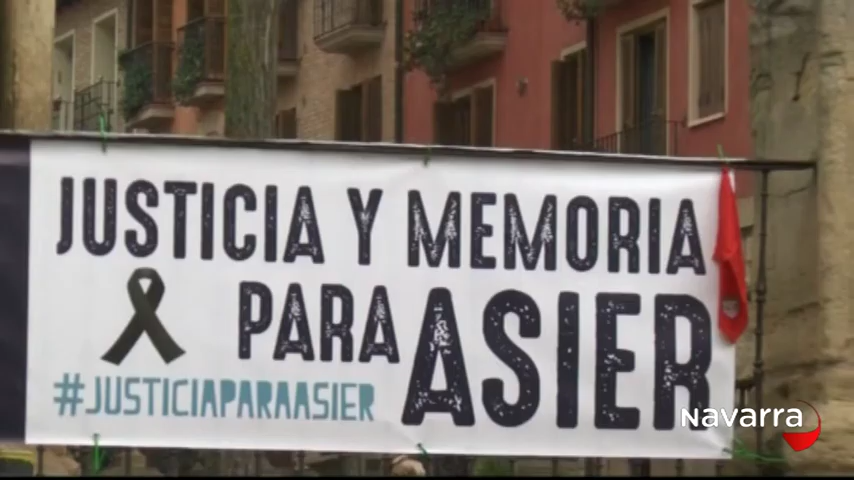 JUSTICIA Y MEMORIA
PARA ASIER
#JUSTICIAPARAASIER
NAVARRA